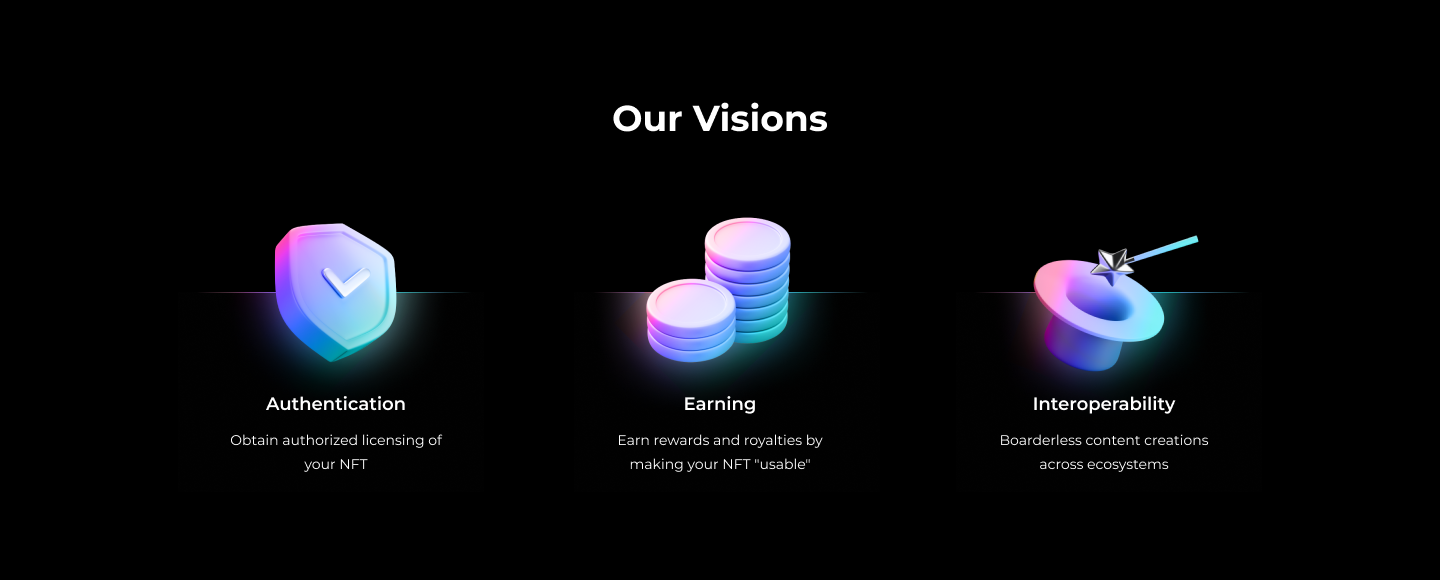 Our Visions
Authentication
Obtain authorized licensing of
your NFT
Earning
Earn rewards and royalties by
making your NFT "usable"
Interoperability
Boarderless content creations
across ecosystems